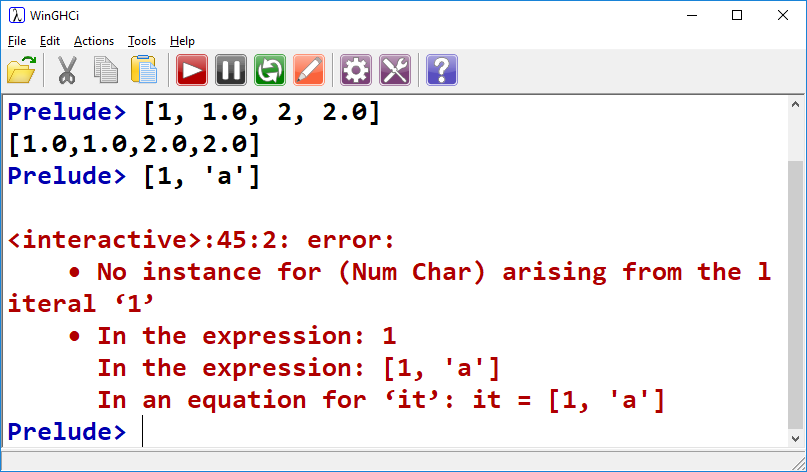 WinGHCi
File Edit Actions Tools Help
Prelude> [1, 1.0, 2, 2.0]
[1.0,1.0,2.0,2.0]
Prelude> [1, 'a']
<interactive>:45:2: error:
    • No instance for (Num Char) arising from the l
iteral ‘1’
    • In the expression: 1
      In the expression: [1, 'a']
      In an equation for ‘it’: it = [1, 'a']
Prelude>